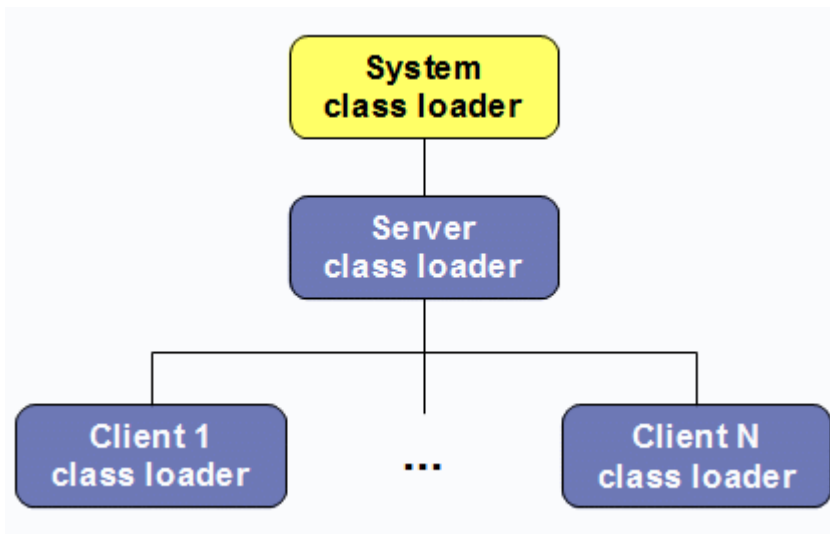 System
class loader
Server
class loader
Client 1
class loader
...
Client N
class loader